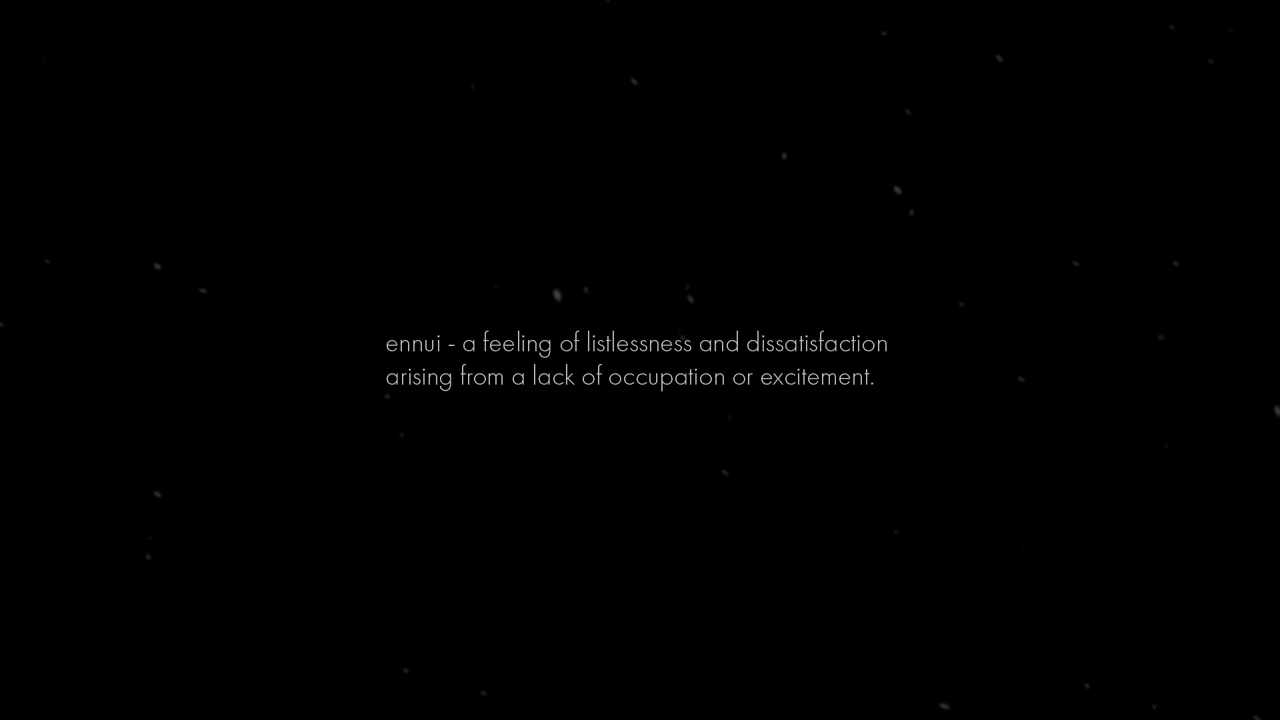 ennui - a feeling of listlessness and dissatisfaction
arising from a lack of occupation or excitement.